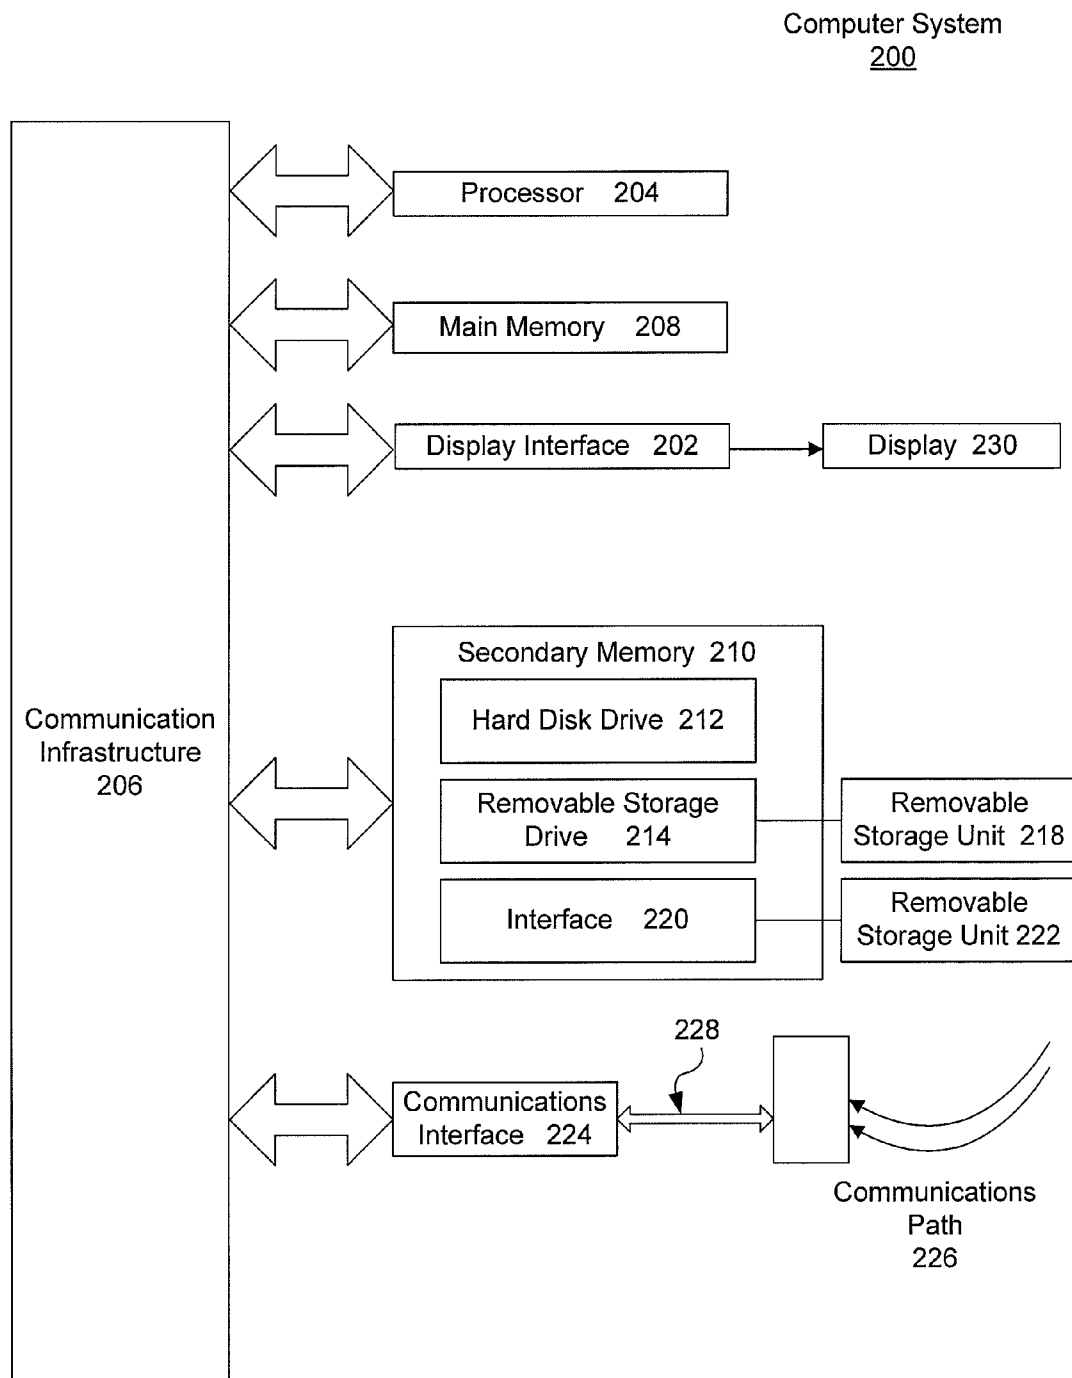 Computer System
200
Processor 204
Main Memory 208
Display Interface 202
Display 230
Secondary Memory 210
Hard Disk Drive 212
Communication
Infrastructure
206
Removable Storage
Drive 214
Removable
Storage Unit 218
Interface 220
Removable
Storage Unit 222
228
Communications
Interface 224
Communications
Path
226